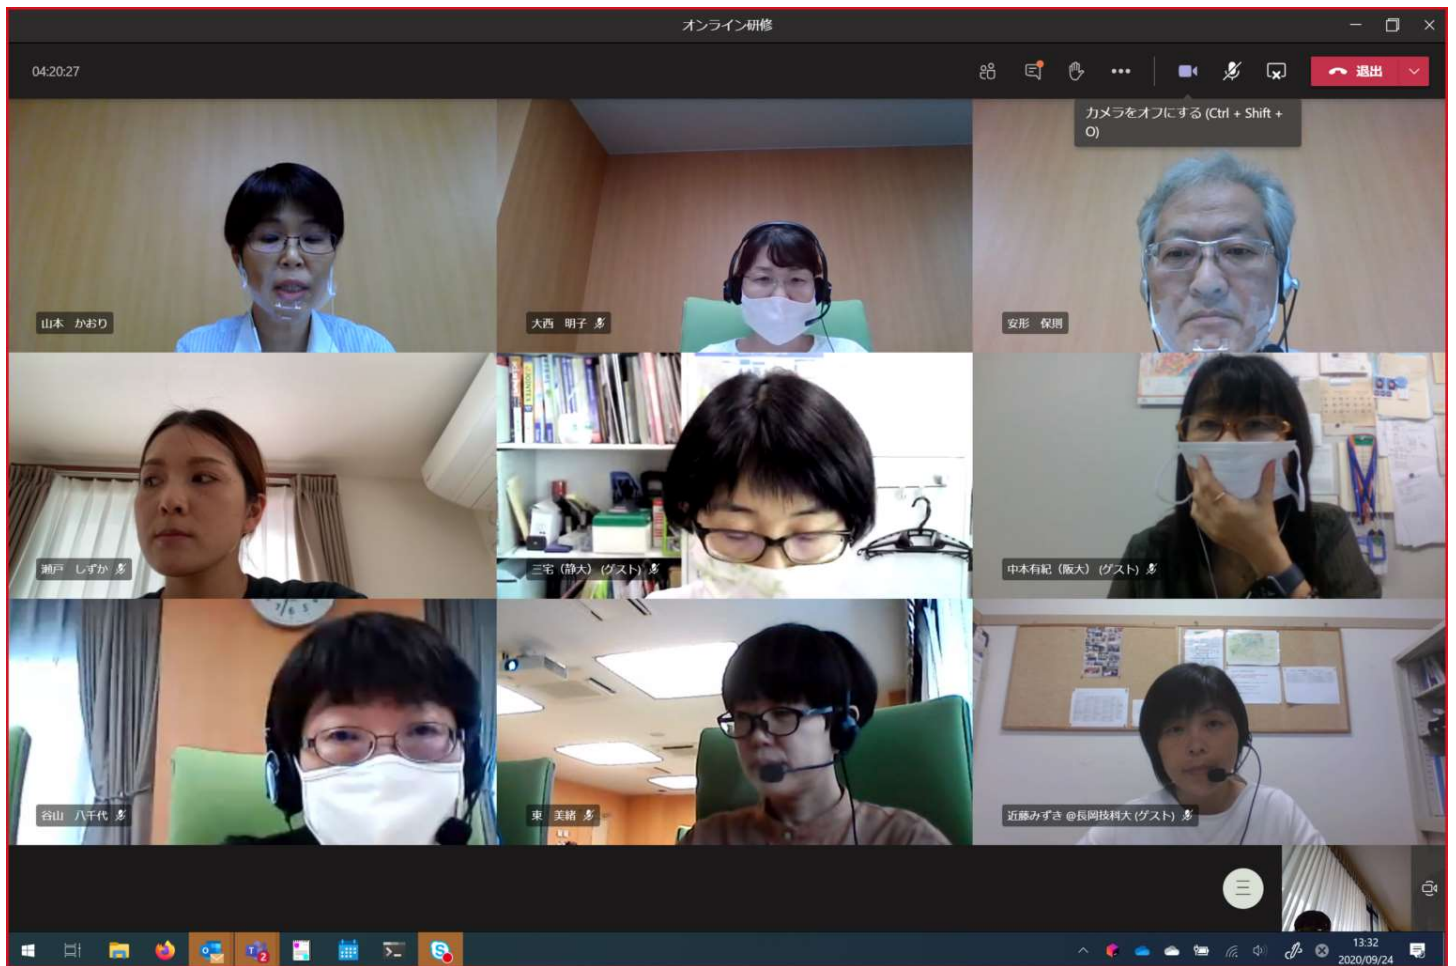 オンライン研修
04:20:27
退出
カメラをオフにする (Ctrl + Shift +
O)
山本　かおり
大西　明子
安形　保則
瀬戸　しずか
三宅（静大）(ゲスト)
中本有紀（阪大）(ゲスト)
谷山　八千代
東　美緒
近藤みずき @長岡技科大 (ゲスト)
三
2
13:32
2020/09/24